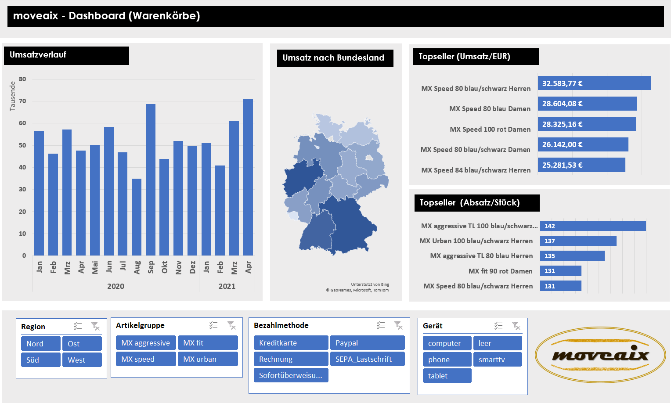 moveaix - Dashboard (Warenkörbe)
Umsatzverlauf
Tausende
80
70
60
50
40
30
20
10
0
Jan Feb Mrz Apr Mai Jun Jul Aug Sep Okt Nov Dez Jan Feb Mrz Apr
2020 2021
Umsatz nach Bundesland
Unterstützt von Bing
© GeoNames, Microsoft, TomTom
Topseller (Umsatz/EUR)
MX Speed 80 blau/schwarz Herren 32.583,77 €
MX Speed 80 blau Damen 28.604,08 €
MX Speed 100 rot Damen 28.325,16 €
MX Speed 80 blau/schwarz Damen 26.142,00 €
MX Speed 84 blau/schwarz Herren 25.281,53 €
Topseller (Absatz/Stück)
MX aggressive TL 100 blau/schwarz... 142
MX Urban 100 blau/schwarz Herren 137
MX aggressive TL 80 blau Herren 135
MX fit 90 rot Damen 131
MX Speed 80 blau/schwarz Herren 131
Region
Nord Ost
Süd West
Artikelgruppe
MX aggressive MX fit
MX speed MX urban
Bezahlmethode
Kreditkarte Paypal
Rechnung SEPA_Lastschrift
Sofortüberweisu...
Gerät
computer leer
phone smarttv
tablet
moveaix